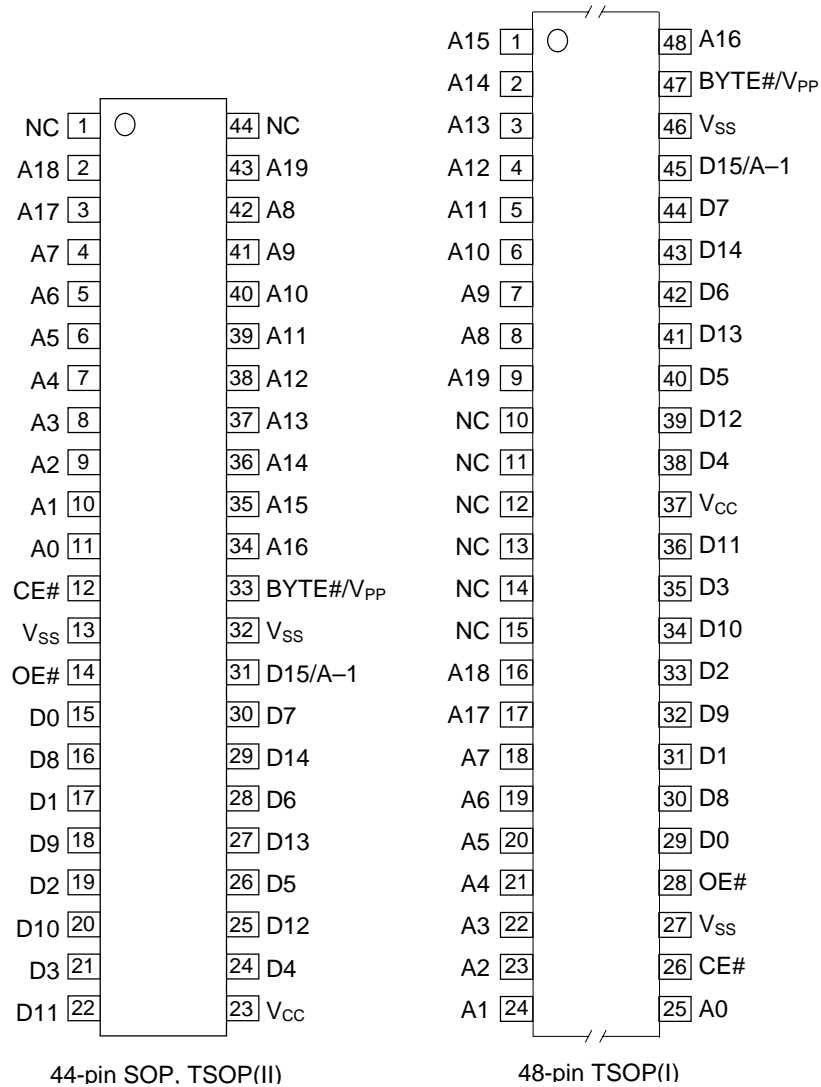 NC 1 44 NC
A18 2 43 A19
A17 3 42 A8
A7 4 41 A9
A6 5 40 A10
A5 6 39 A11
A4 7 38 A12
A3 8 37 A13
A2 9 36 A14
A1 10 35 A15
A0 11 34 A16
CE# 12 33 BYTE#/VPP
VSS 13 32 VSS
OE# 14 31 D15/A–1
D0 15 30 D7
D8 16 29 D14
D1 17 28 D6
D9 18 27 D13
D2 19 26 D5
D10 20 25 D12
D3 21 24 D4
D11 22 23 VCC
44-pin SOP, TSOP(II)
A15 1 48 A16
A14 2 47 BYTE#/VPP
A13 3 46 VSS
A12 4 45 D15/A–1
A11 5 44 D7
A10 6 43 D14
A9 7 42 D6
A8 8 41 D13
A19 9 40 D5
NC 10 39 D12
NC 11 38 D4
NC 12 37 VCC
NC 13 36 D11
NC 14 35 D3
NC 15 34 D10
A18 16 33 D2
A17 17 32 D9
A7 18 31 D1
A6 19 30 D8
A5 20 29 D0
A4 21 28 OE#
A3 22 27 VSS
A2 23 26 CE#
A1 24 25 A0
48-pin TSOP(I)